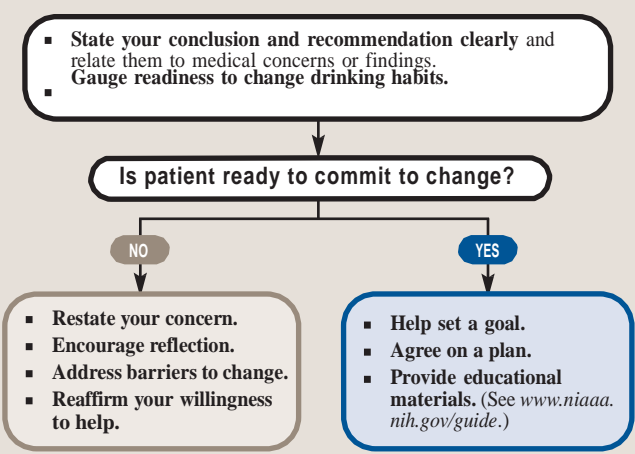 ▪ State your conclusion and recommendation clearly and
relate them to medical concerns or findings.
▪ Gauge readiness to change drinking habits.
Is patient ready to commit to change?
NO
YES
▪ Restate your concern.
▪ Encourage reflection.
▪ Address barriers to change.
▪ Reaffirm your willingness
to help.
▪ Help set a goal.
▪ Agree on a plan.
▪ Provide educational
materials. (See www.niaaa.
nih.gov/guide.)